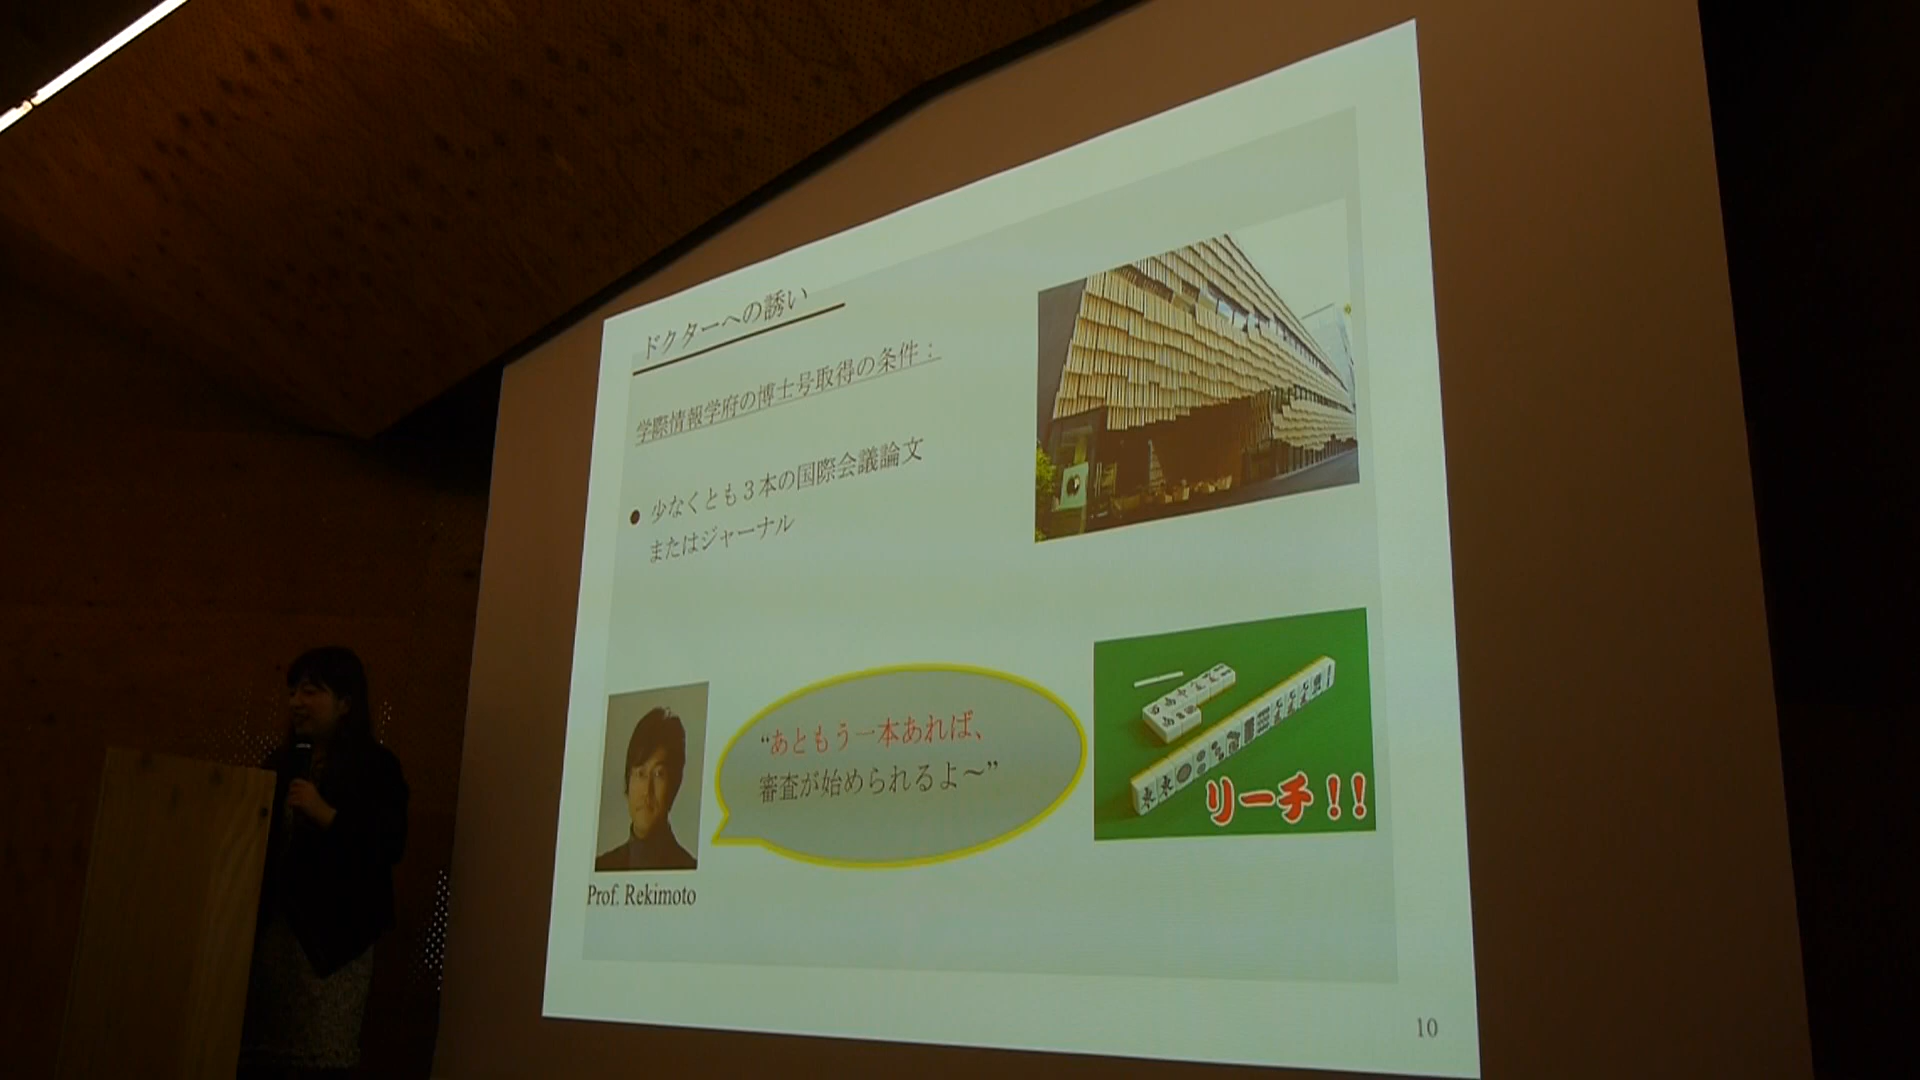 ドクターへの誘い
学際情報学府の博士号取得の条件：
● 少なくとも３本の国際会議論文
またはジャーナル
“あともう一本あれば、
審査が始められるよ～”
リーチ！！
Prof. Rekimoto
10